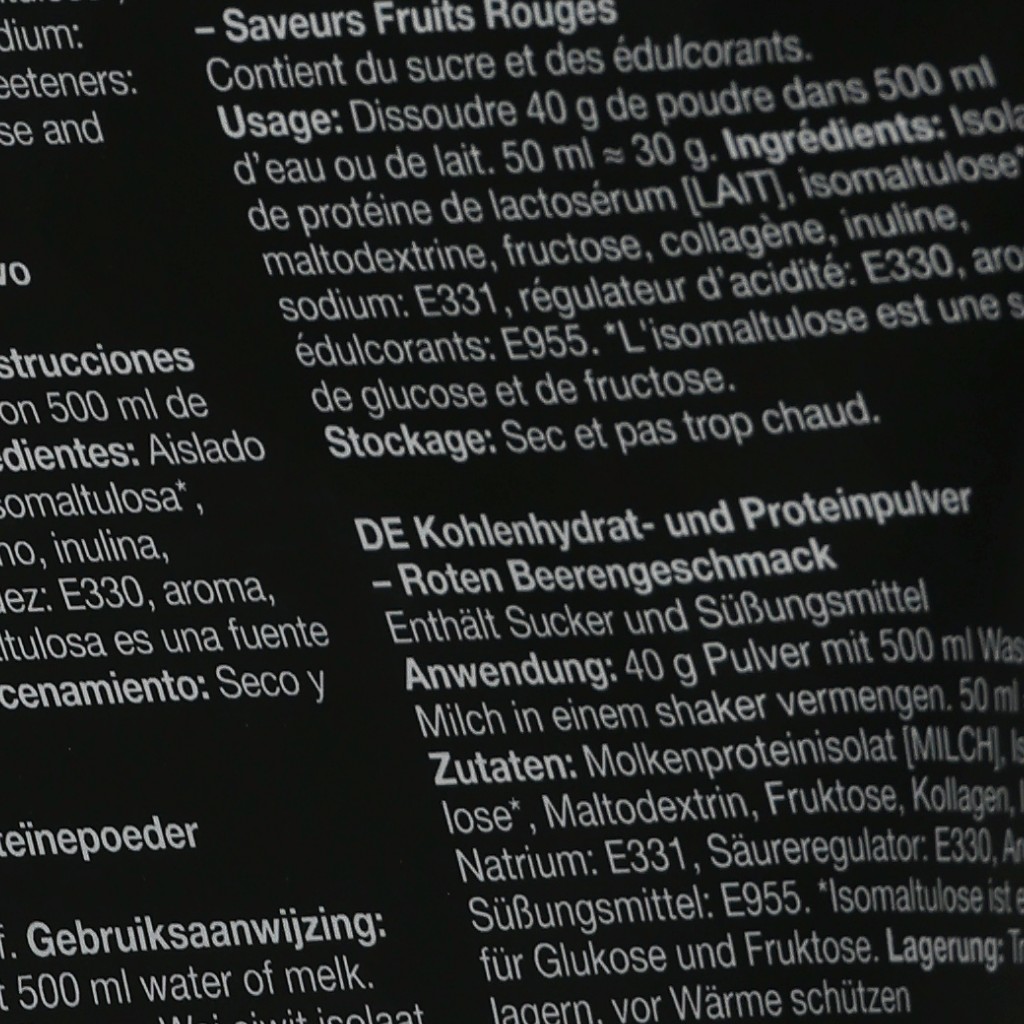 dium:
eeteners:
se and
vo
strucciones
on 500 ml de
edientes: Aislado
somaltulosa*,
no, inulina,
dez: E330, aroma,
ltulosa es una fuente
cenamiento: Seco y
teïnepoeder
f. Gebruiksaanwijzing:
t 500 ml water of melk.
Wei eiwit isolaat
– Saveurs Fruits Rouges
Contient du sucre et des édulcorants.
Usage: Dissoudre 40 g de poudre dans 500 ml
d'eau ou de lait. 50 ml ≈ 30 g. Ingrédients: Isola
de protéine de lactosérum [LAIT], isomaltulose*
maltodextrine, fructose, collagène, inuline,
sodium: E331, régulateur d'acidité: E330, aro
édulcorants: E955. *L'isomaltulose est une s
de glucose et de fructose.
Stockage: Sec et pas trop chaud.
DE Kohlenhydrat- und Proteinpulver
– Roten Beerengeschmack
Enthält Sucker und Süßungsmittel
Anwendung: 40 g Pulver mit 500 ml Was
Milch in einem shaker vermengen. 50 ml
Zutaten: Molkenproteinisolat [MILCH], Is
lose*, Maltodextrin, Fruktose, Kollagen,
Natrium: E331, Säureregulator: E330, Ar
Süßungsmittel: E955. *Isomaltulose ist e
für Glukose und Fruktose. Lagerung: Tr
lagern, vor Wärme schützen